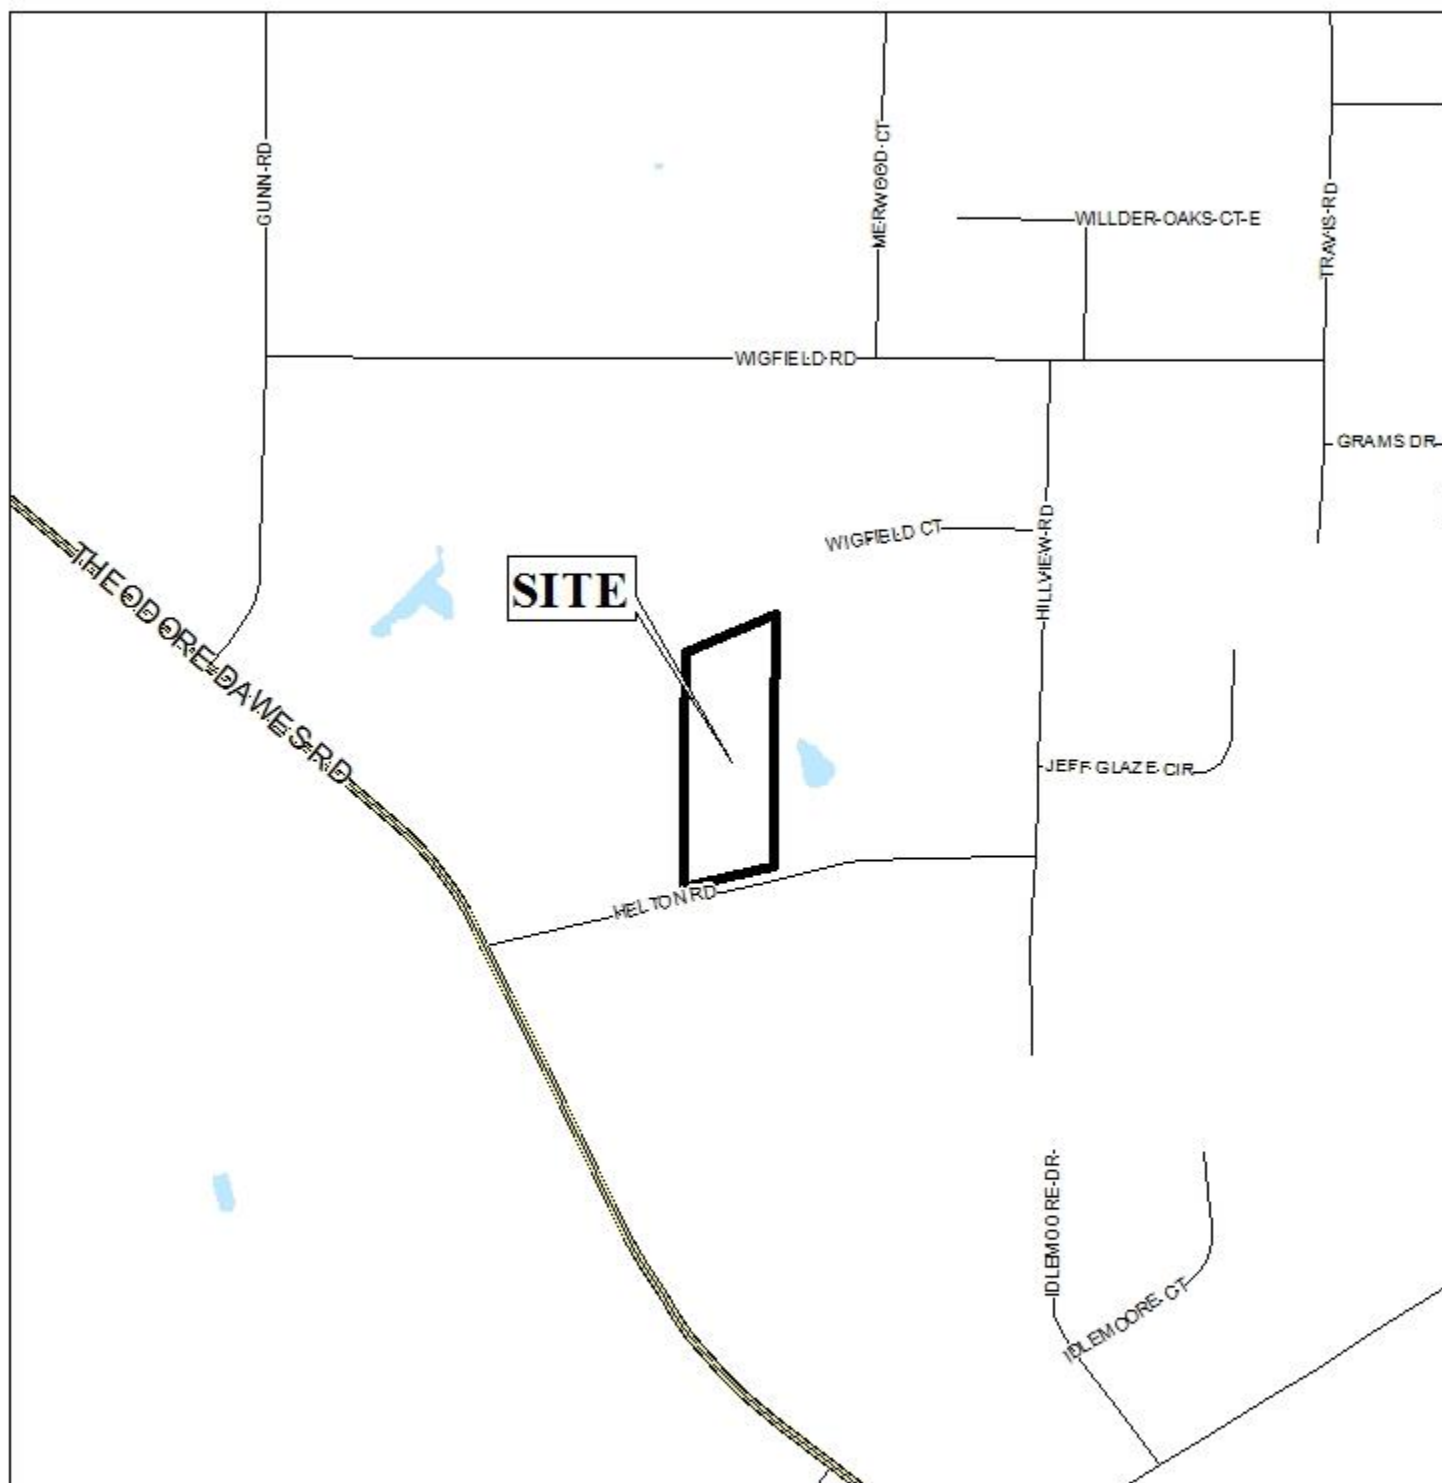 GUNN RD
MERWOOD CT
WILLDER OAKS CT E
TRAVIS RD
WIGFIELD RD
GRAMS DR
WIGFIELD CT
HILLVIEW RD
THEODORE DAWES RD
SITE
JEFF GLAZE CIR
HELTON RD
IDLEMOORE DR
IDLEMOORE CT